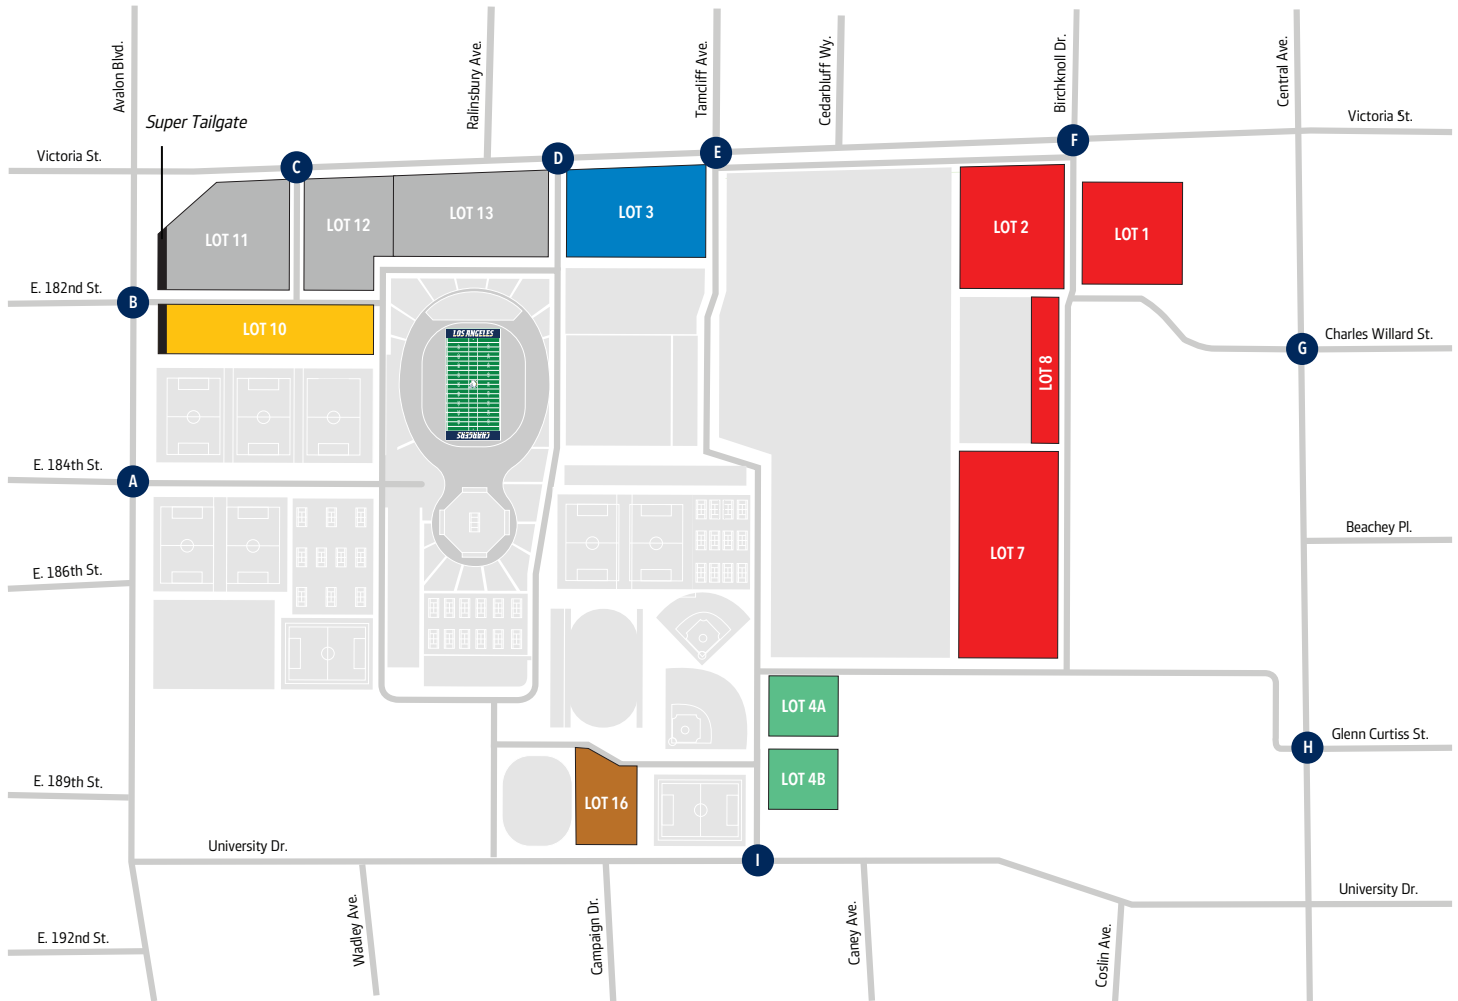 Avalon Blvd.
Ralinsbury Ave.
Tamcliff Ave.
Cedarbluff Wy.
Birchknoll Dr.
Central Ave.
Super Tailgate
Victoria St.
Victoria St.
C
D
E
F
LOT 11
LOT 12
LOT 13
LOT 3
LOT 2
LOT 1
E. 182nd St.
B
LOT 10
LOS ANGELES
CHARGERS
LOT 8
G
Charles Willard St.
E. 184th St.
A
Beachey Pl.
LOT 7
E. 186th St.
LOT 4A
Glenn Curtiss St.
H
E. 189th St.
LOT 16
LOT 4B
University Dr.
I
University Dr.
E. 192nd St.
Wadley Ave.
Campaign Dr.
Caney Ave.
Coslin Ave.